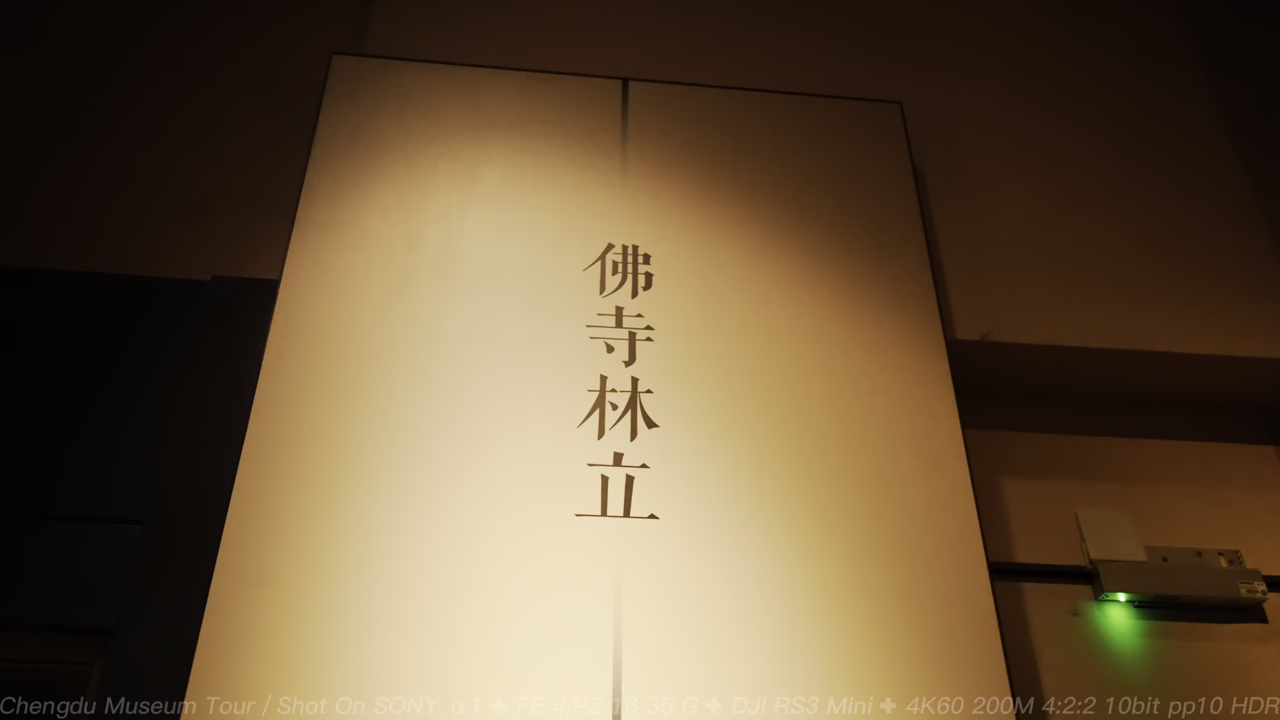 佛寺林立
Chengdu Museum Tour / Shot On SONY α1 ✚ FE 4/PZ 16-35 G ✚ DJI RS3 Mini ✚ 4K60 200M 4:2:2 10bit pp10 HDR